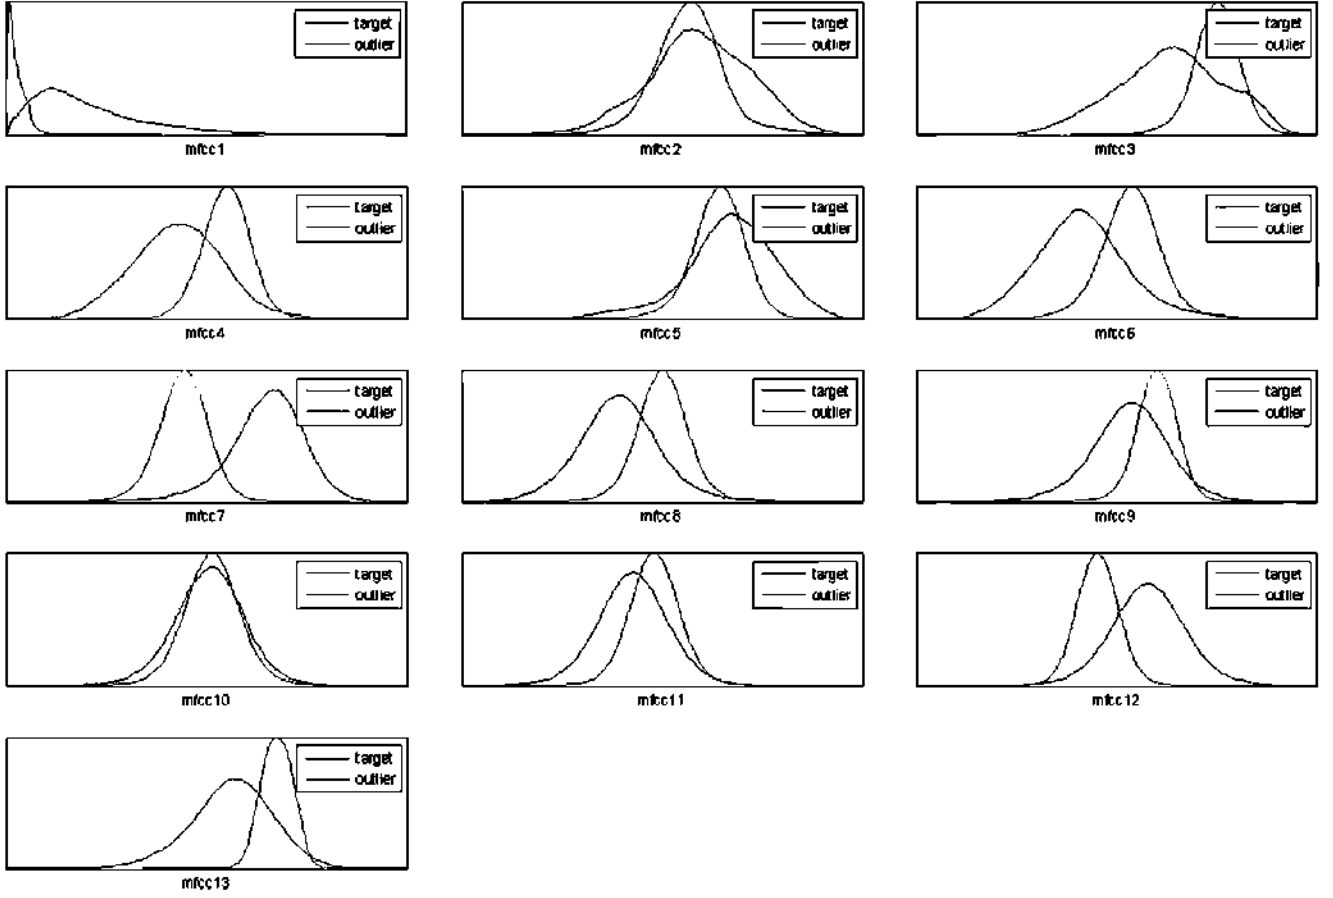 target
outlier
mfcc1
target
outlier
mfcc2
target
outlier
mfcc3
target
outlier
mfcc4
target
outlier
mfcc5
target
outlier
mfcc6
target
outlier
mfcc7
target
outlier
mfcc8
target
outlier
mfcc9
target
outlier
mfcc10
target
outlier
mfcc11
target
outlier
mfcc12
target
outlier
mfcc13